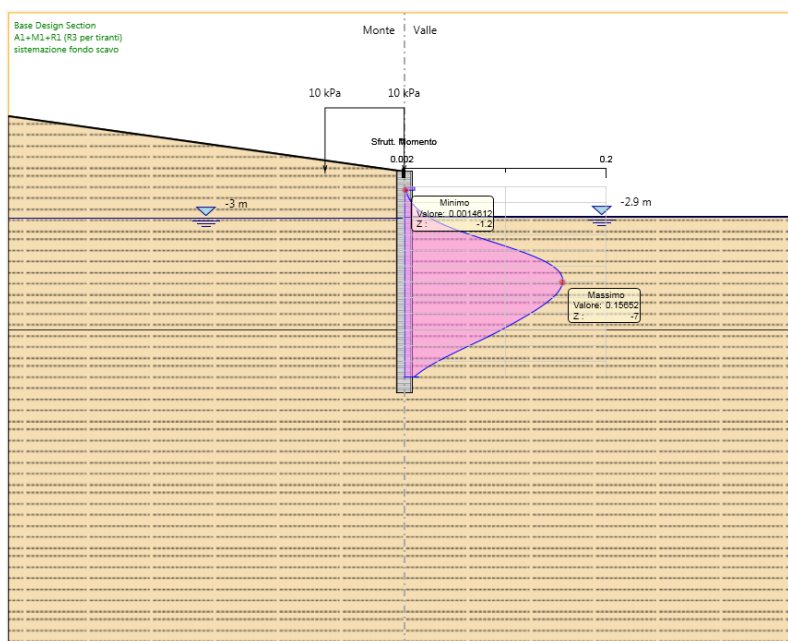 Base Design Section
A1+M1+R1 (R3 per tiranti)
sistemazione fondo scavo
Monte
Valle
10 kPa
10 kPa
Sfrutt. Momento
0.002
0.2
-3 m
-2.9 m
Minimo
Valore: 0.0014612
Z : -1.2
Massimo
Valore: 0.15652
Z : -7